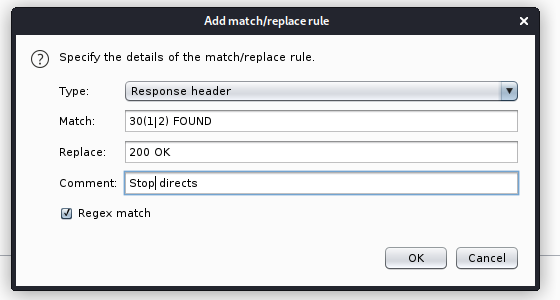 Add match/replace rule
Specify the details of the match/replace rule.
Type: Response header
Match: 30(1|2) FOUND
Replace: 200 OK
Comment: Stop directs
Regex match
OK Cancel